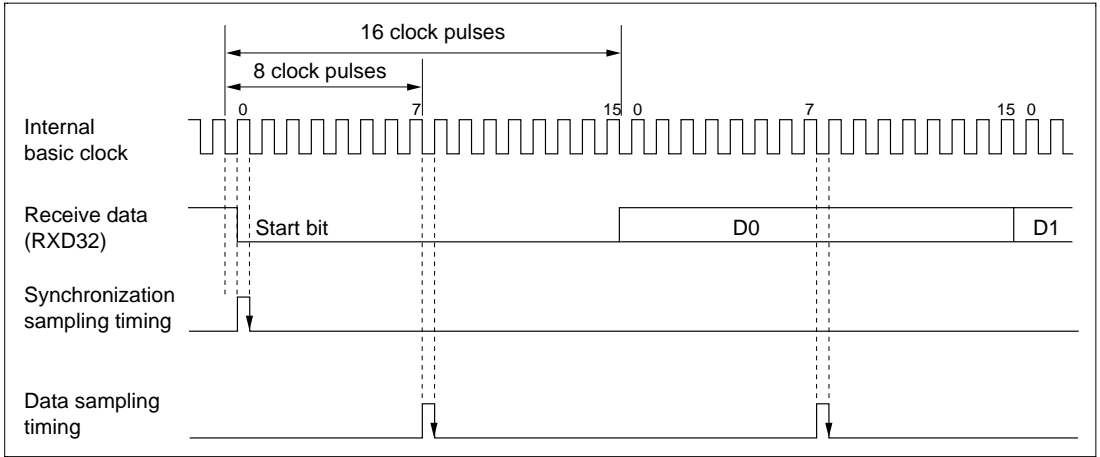 16 clock pulses
8 clock pulses
0 7 15 0 7 15 0
Internal
basic clock
Receive data
(RXD32)
Start bit D0 D1
Synchronization
sampling timing
Data sampling
timing